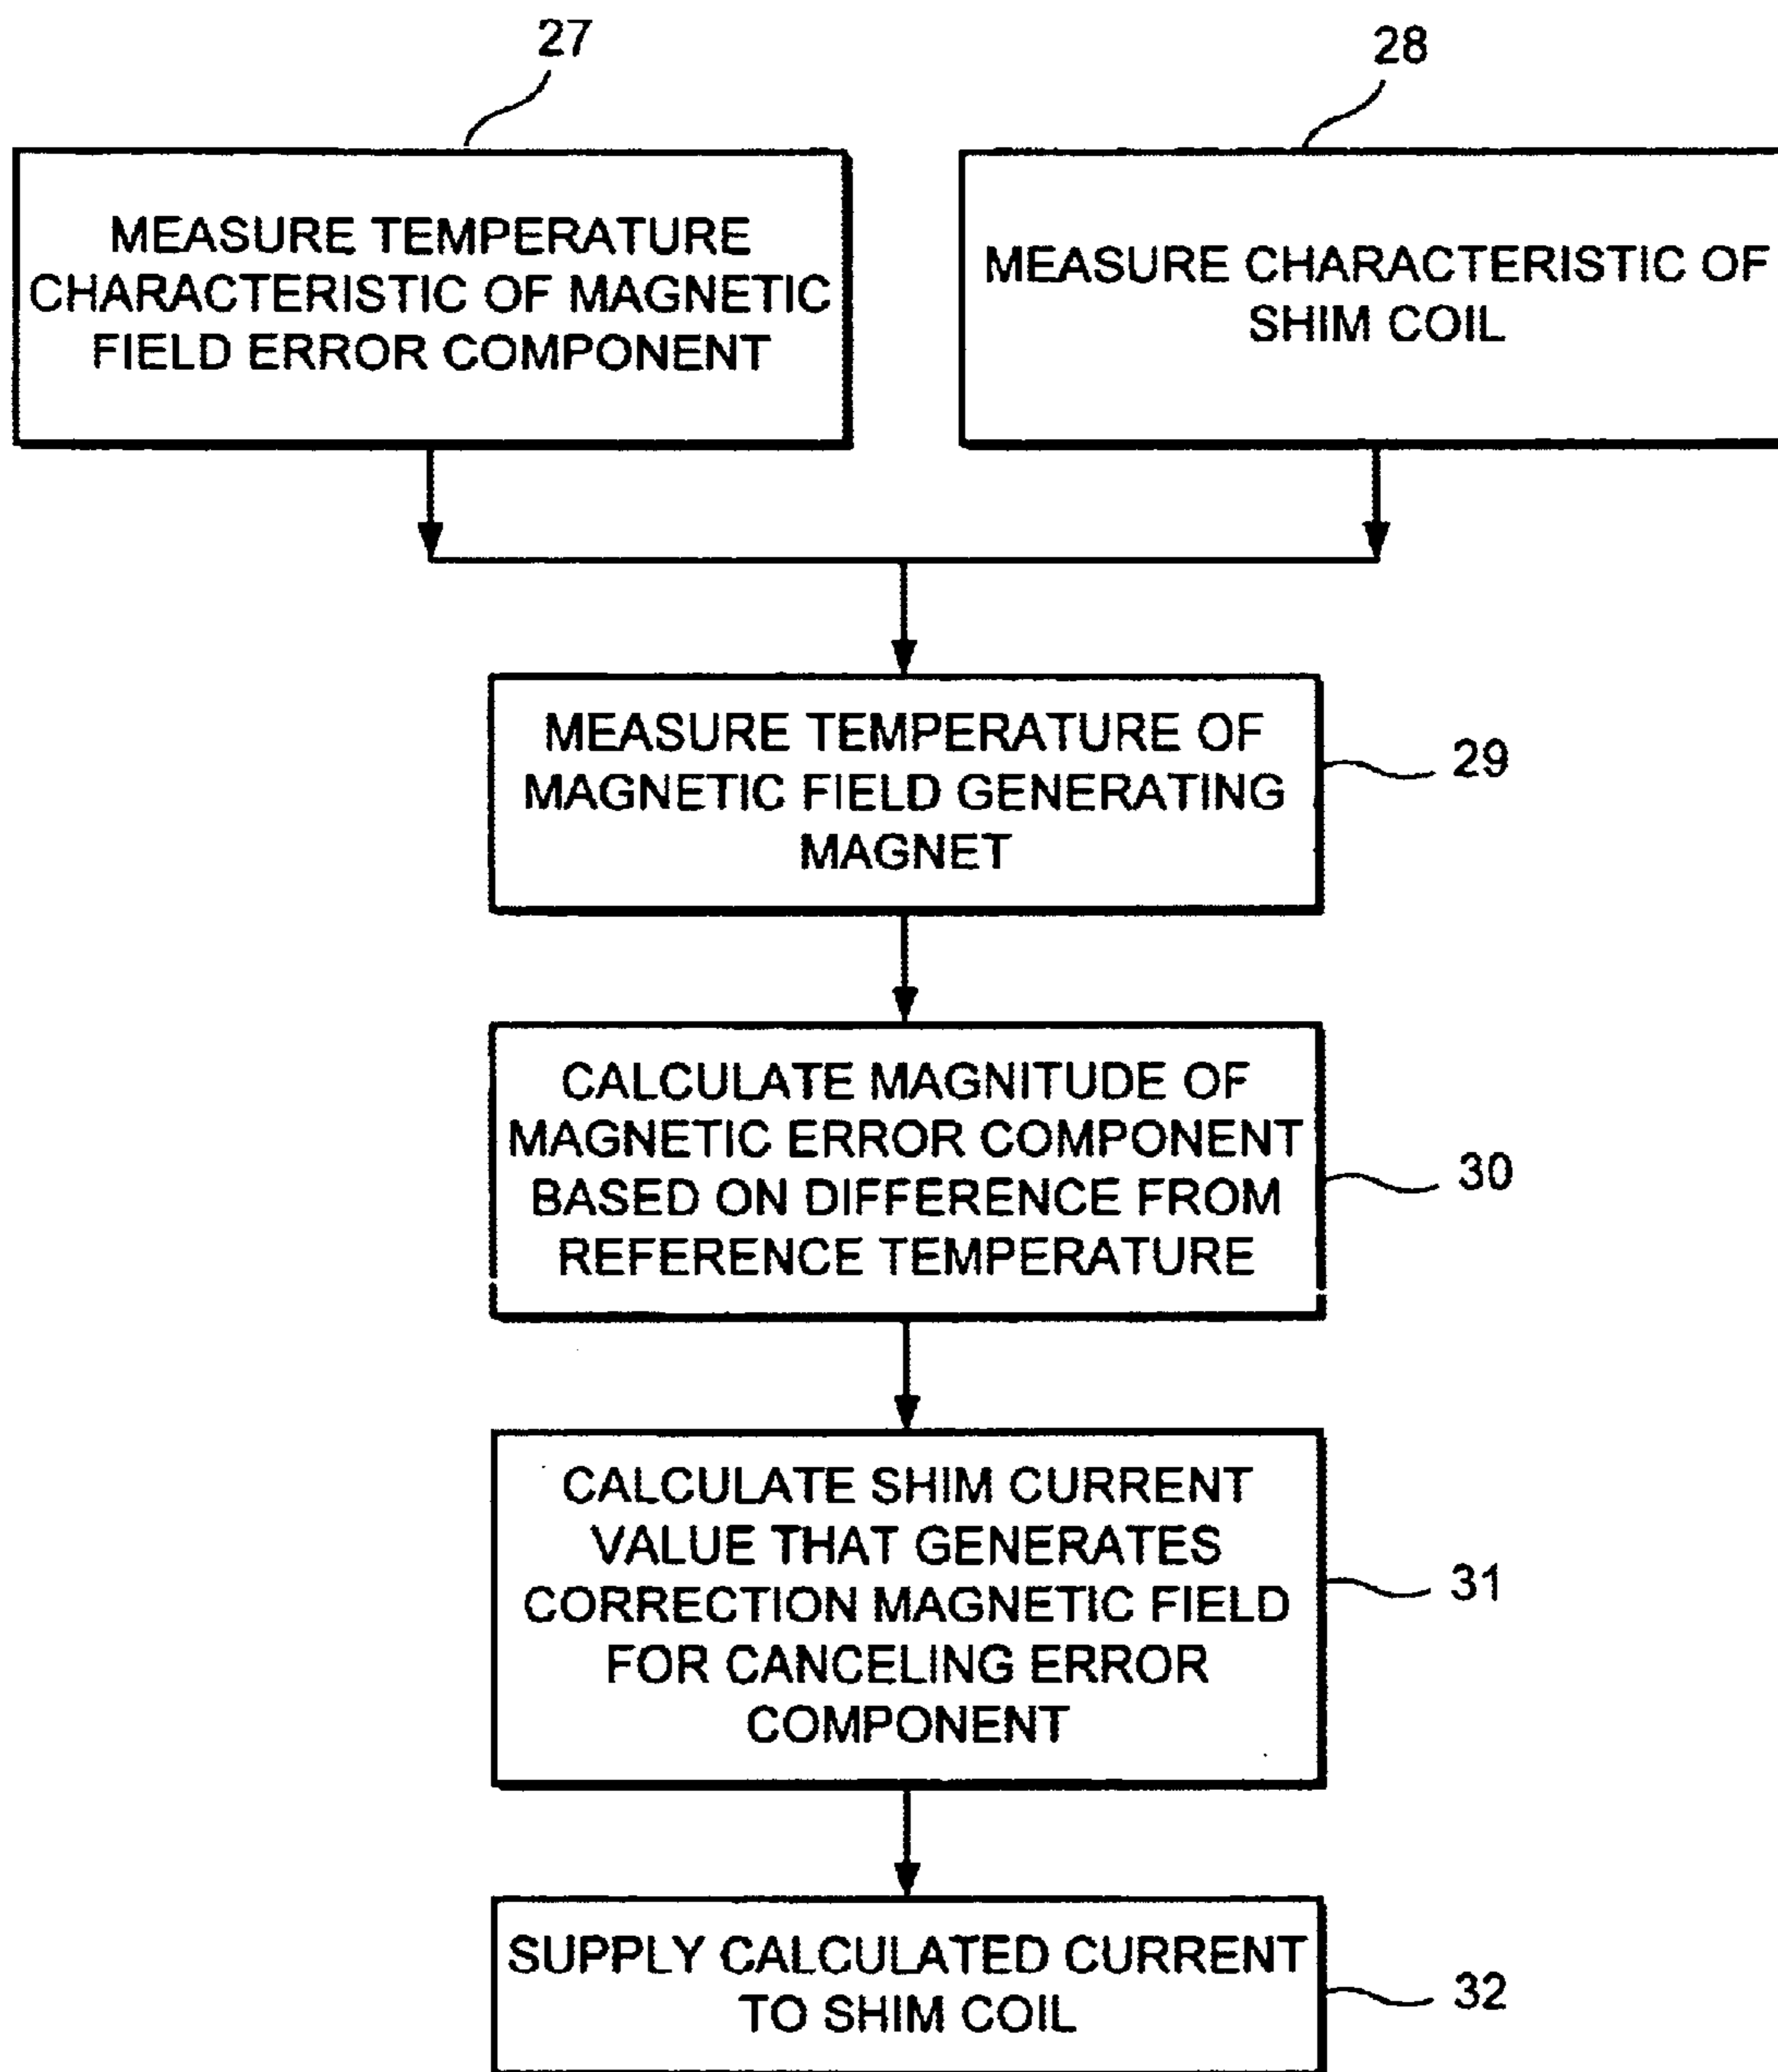 27
28
MEASURE TEMPERATURE
CHARACTERISTIC OF MAGNETIC
FIELD ERROR COMPONENT
MEASURE CHARACTERISTIC OF
SHIM COIL
MEASURE TEMPERATURE OF
MAGNETIC FIELD GENERATING
MAGNET
29
CALCULATE MAGNITUDE OF
MAGNETIC ERROR COMPONENT
BASED ON DIFFERENCE FROM
REFERENCE TEMPERATURE
30
CALCULATE SHIM CURRENT
VALUE THAT GENERATES
CORRECTION MAGNETIC FIELD
FOR CANCELING ERROR
COMPONENT
31
SUPPLY CALCULATED CURRENT
TO SHIM COIL
32